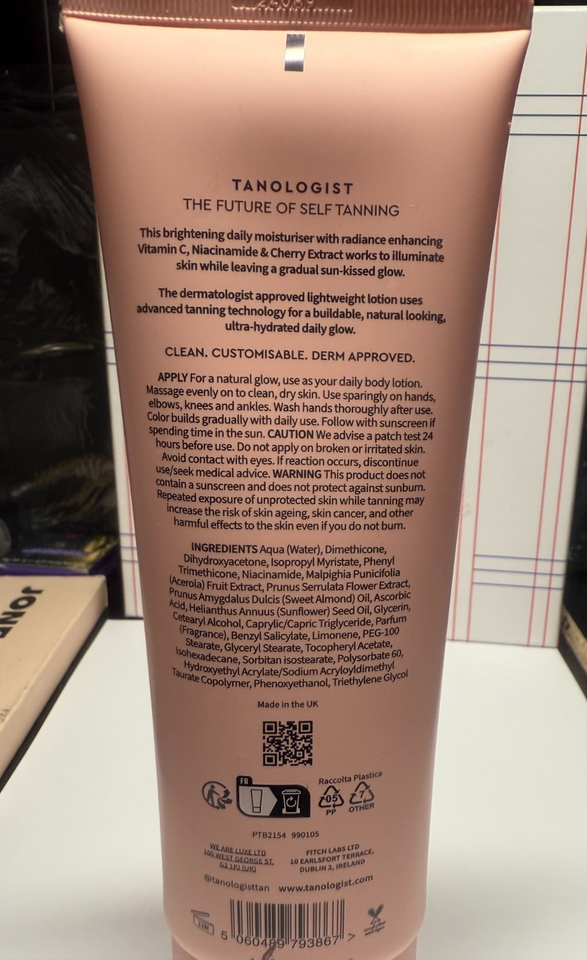 TANOLOGIST
THE FUTURE OF SELF TANNING
This brightening daily moisturiser with radiance enhancing
Vitamin C, Niacinamide & Cherry Extract works to illuminate
skin while leaving a gradual sun-kissed glow.
The dermatologist approved lightweight lotion uses
advanced tanning technology for a buildable, natural looking,
ultra-hydrated daily glow.
CLEAN. CUSTOMISABLE. DERM APPROVED.
APPLY For a natural glow, use as your daily body lotion.
Massage evenly on to clean, dry skin. Use sparingly on hands,
elbows, knees and ankles. Wash hands thoroughly after use.
Color builds gradually with daily use. Follow with sunscreen if
spending time in the sun. CAUTION We advise a patch test 24
hours before use. Do not apply on broken or irritated skin.
Avoid contact with eyes. If reaction occurs, discontinue
use/seek medical advice. WARNING This product does not
contain a sunscreen and does not protect against sunburn.
Repeated exposure of unprotected skin while tanning may
increase the risk of skin ageing, skin cancer, and other
harmful effects to the skin even if you do not burn.
INGREDIENTS Aqua (Water), Dimethicone,
Dihydroxyacetone, Isopropyl Myristate, Phenyl
Trimethicone, Niacinamide, Malpighia Punicifolia
(Acerola) Fruit Extract, Prunus Serrulata Flower Extract,
Prunus Amygdalus Dulcis (Sweet Almond) Oil, Ascorbic
Acid, Helianthus Annuus (Sunflower) Seed Oil, Glycerin,
Cetearyl Alcohol, Caprylic/Capric Triglyceride, Parfum
(Fragrance), Benzyl Salicylate, Limonene, PEG-100
Stearate, Glyceryl Stearate, Tocopheryl Acetate,
Isohexadecane, Sorbitan isostearate, Polysorbate 60,
Hydroxyethyl Acrylate/Sodium Acryloyldimethyl
Taurate Copolymer, Phenoxyethanol, Triethylene Glycol
Made in the UK
FR
Raccolta Plastica
05
PP
7
OTHER
PTB2154 990105
WE ARE LUXE LTD
100 WEST GEORGE ST,
G2 1PJ (UK)
FITCH LABS LTD
10 EARLSFORT TERRACE,
DUBLIN 2, IRELAND
@tanologisttan www.tanologist.com
12M
5 060489 793867 >